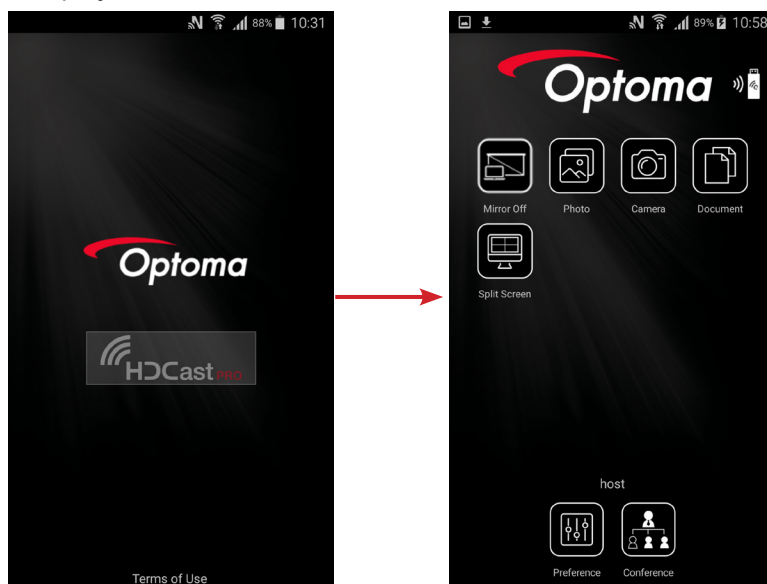 88% 10:31
Optoma
HDCast PRO
Terms of Use
89% 10:58
Optoma
Mirror Off Photo Camera Document
Split Screen
host
Preference Conference